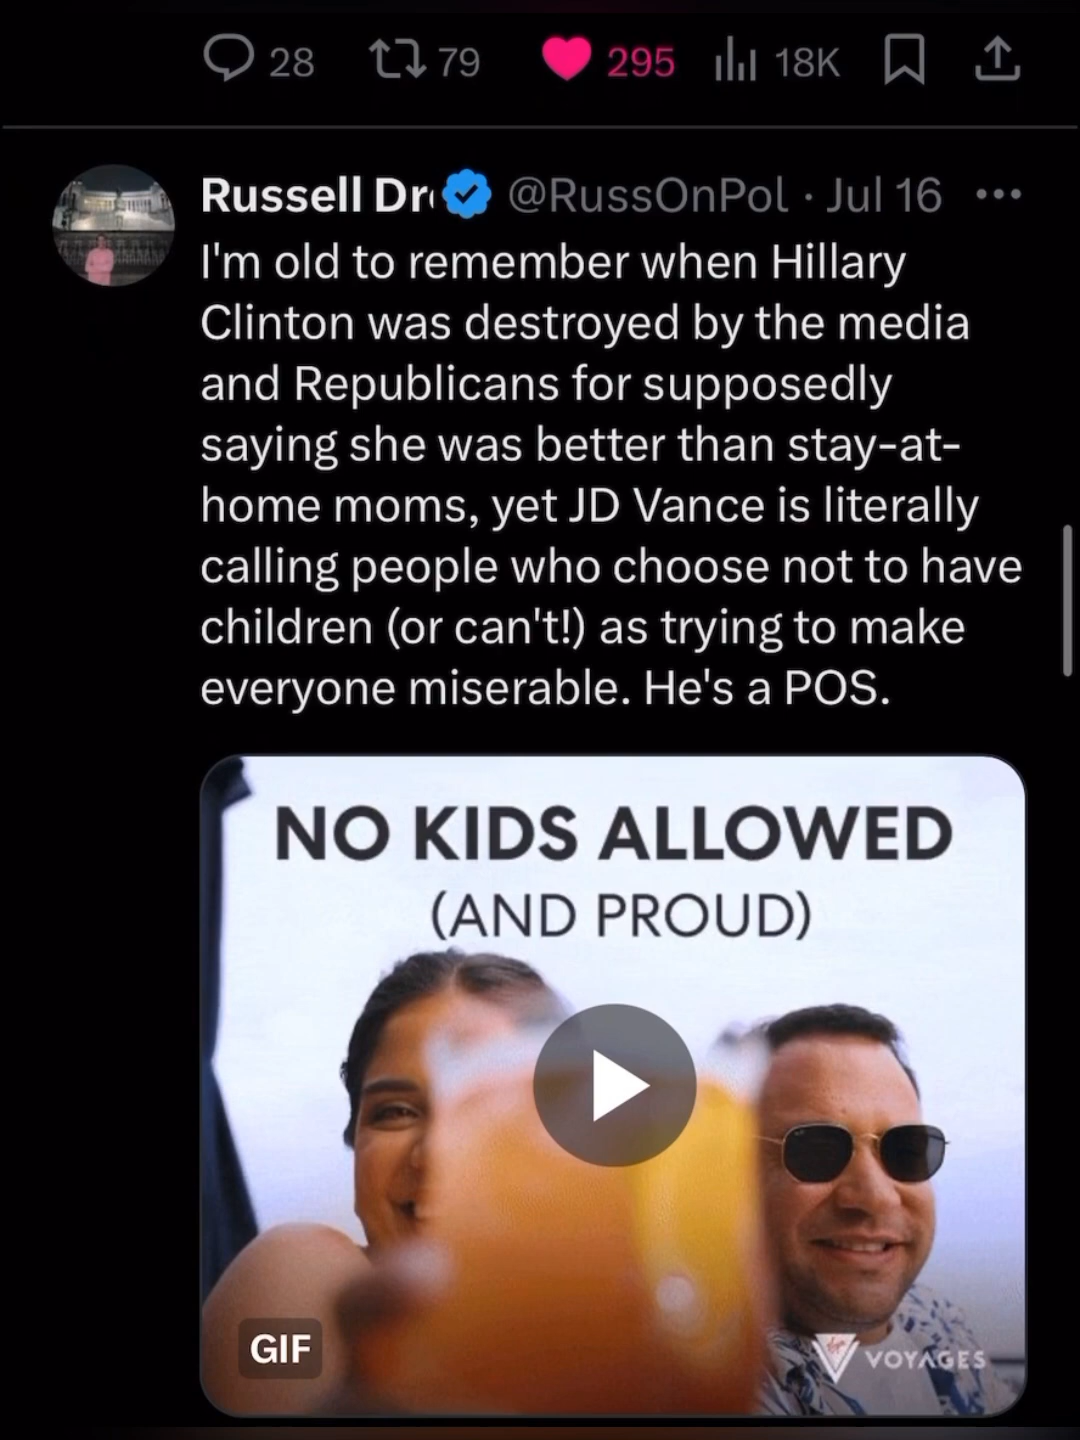 28 79 295 18K
Russell Dr @RussOnPol · Jul 16
I'm old to remember when Hillary
Clinton was destroyed by the media
and Republicans for supposedly
saying she was better than stay-at-
home moms, yet JD Vance is literally
calling people who choose not to have
children (or can't!) as trying to make
everyone miserable. He's a POS.
NO KIDS ALLOWED
(AND PROUD)
GIF
Virgin VOYAGES